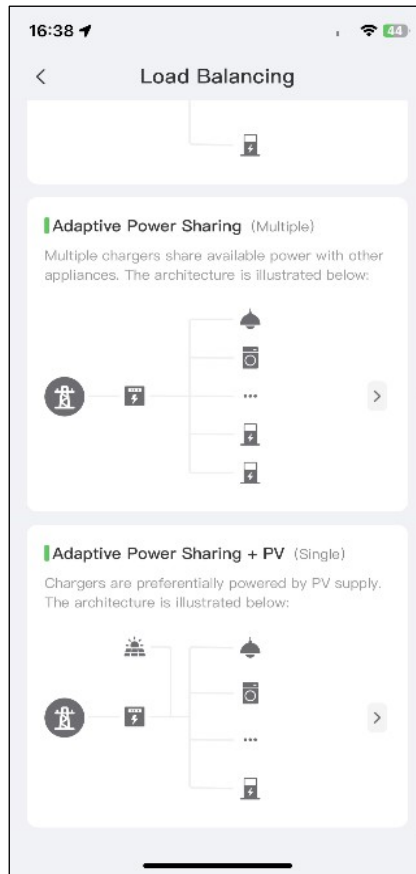 16:38
44
Load Balancing
Adaptive Power Sharing (Multiple)
Multiple chargers share available power with other
appliances. The architecture is illustrated below:
Adaptive Power Sharing + PV (Single)
Chargers are preferentially powered by PV supply.
The architecture is illustrated below: